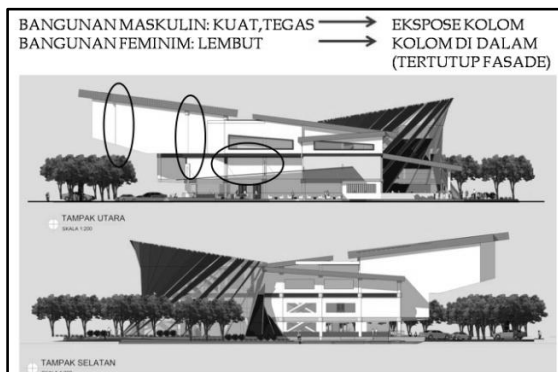 BANGUNAN MASKULIN: KUAT,TEGAS → EKSPOSE KOLOM
BANGUNAN FEMINIM: LEMBUT → KOLOM DI DALAM
(TERTUTUP FASADE)
TAMPAK UTARA
SKALA 1:200
TAMPAK SELATAN